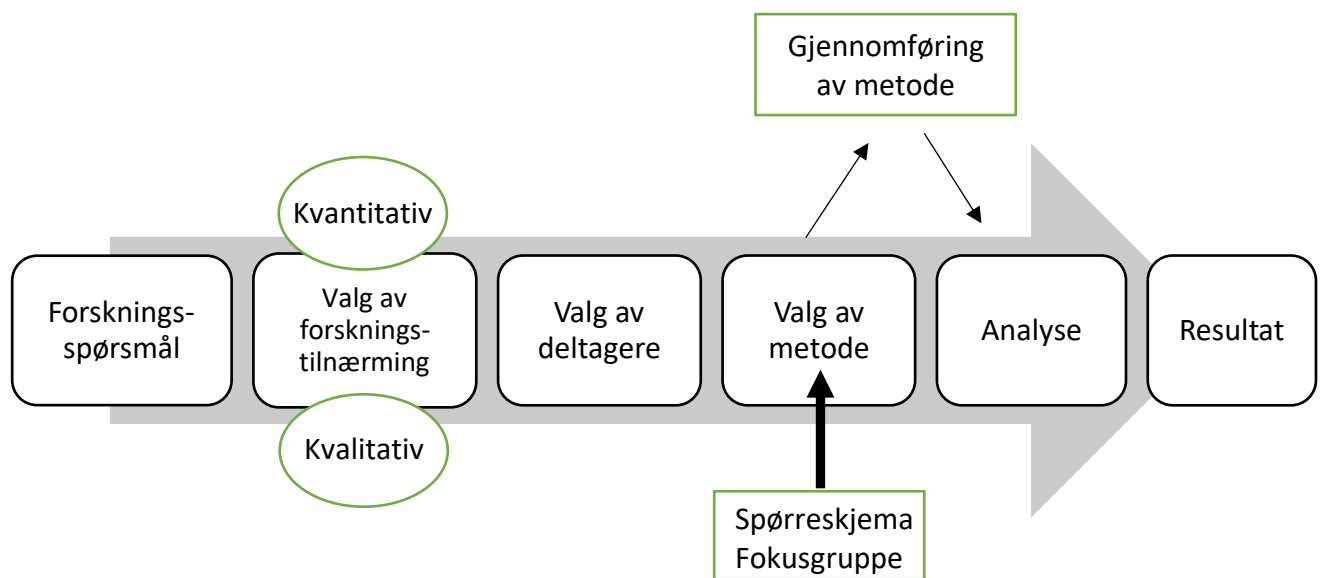 Gjennomføring
av metode
Kvantitativ
Forsknings-
spørsmål
Valg av
forsknings-
tilnærming
Valg av
deltagere
Valg av
metode
Analyse
Resultat
Kvalitativ
Spørreskjema
Fokusgruppe